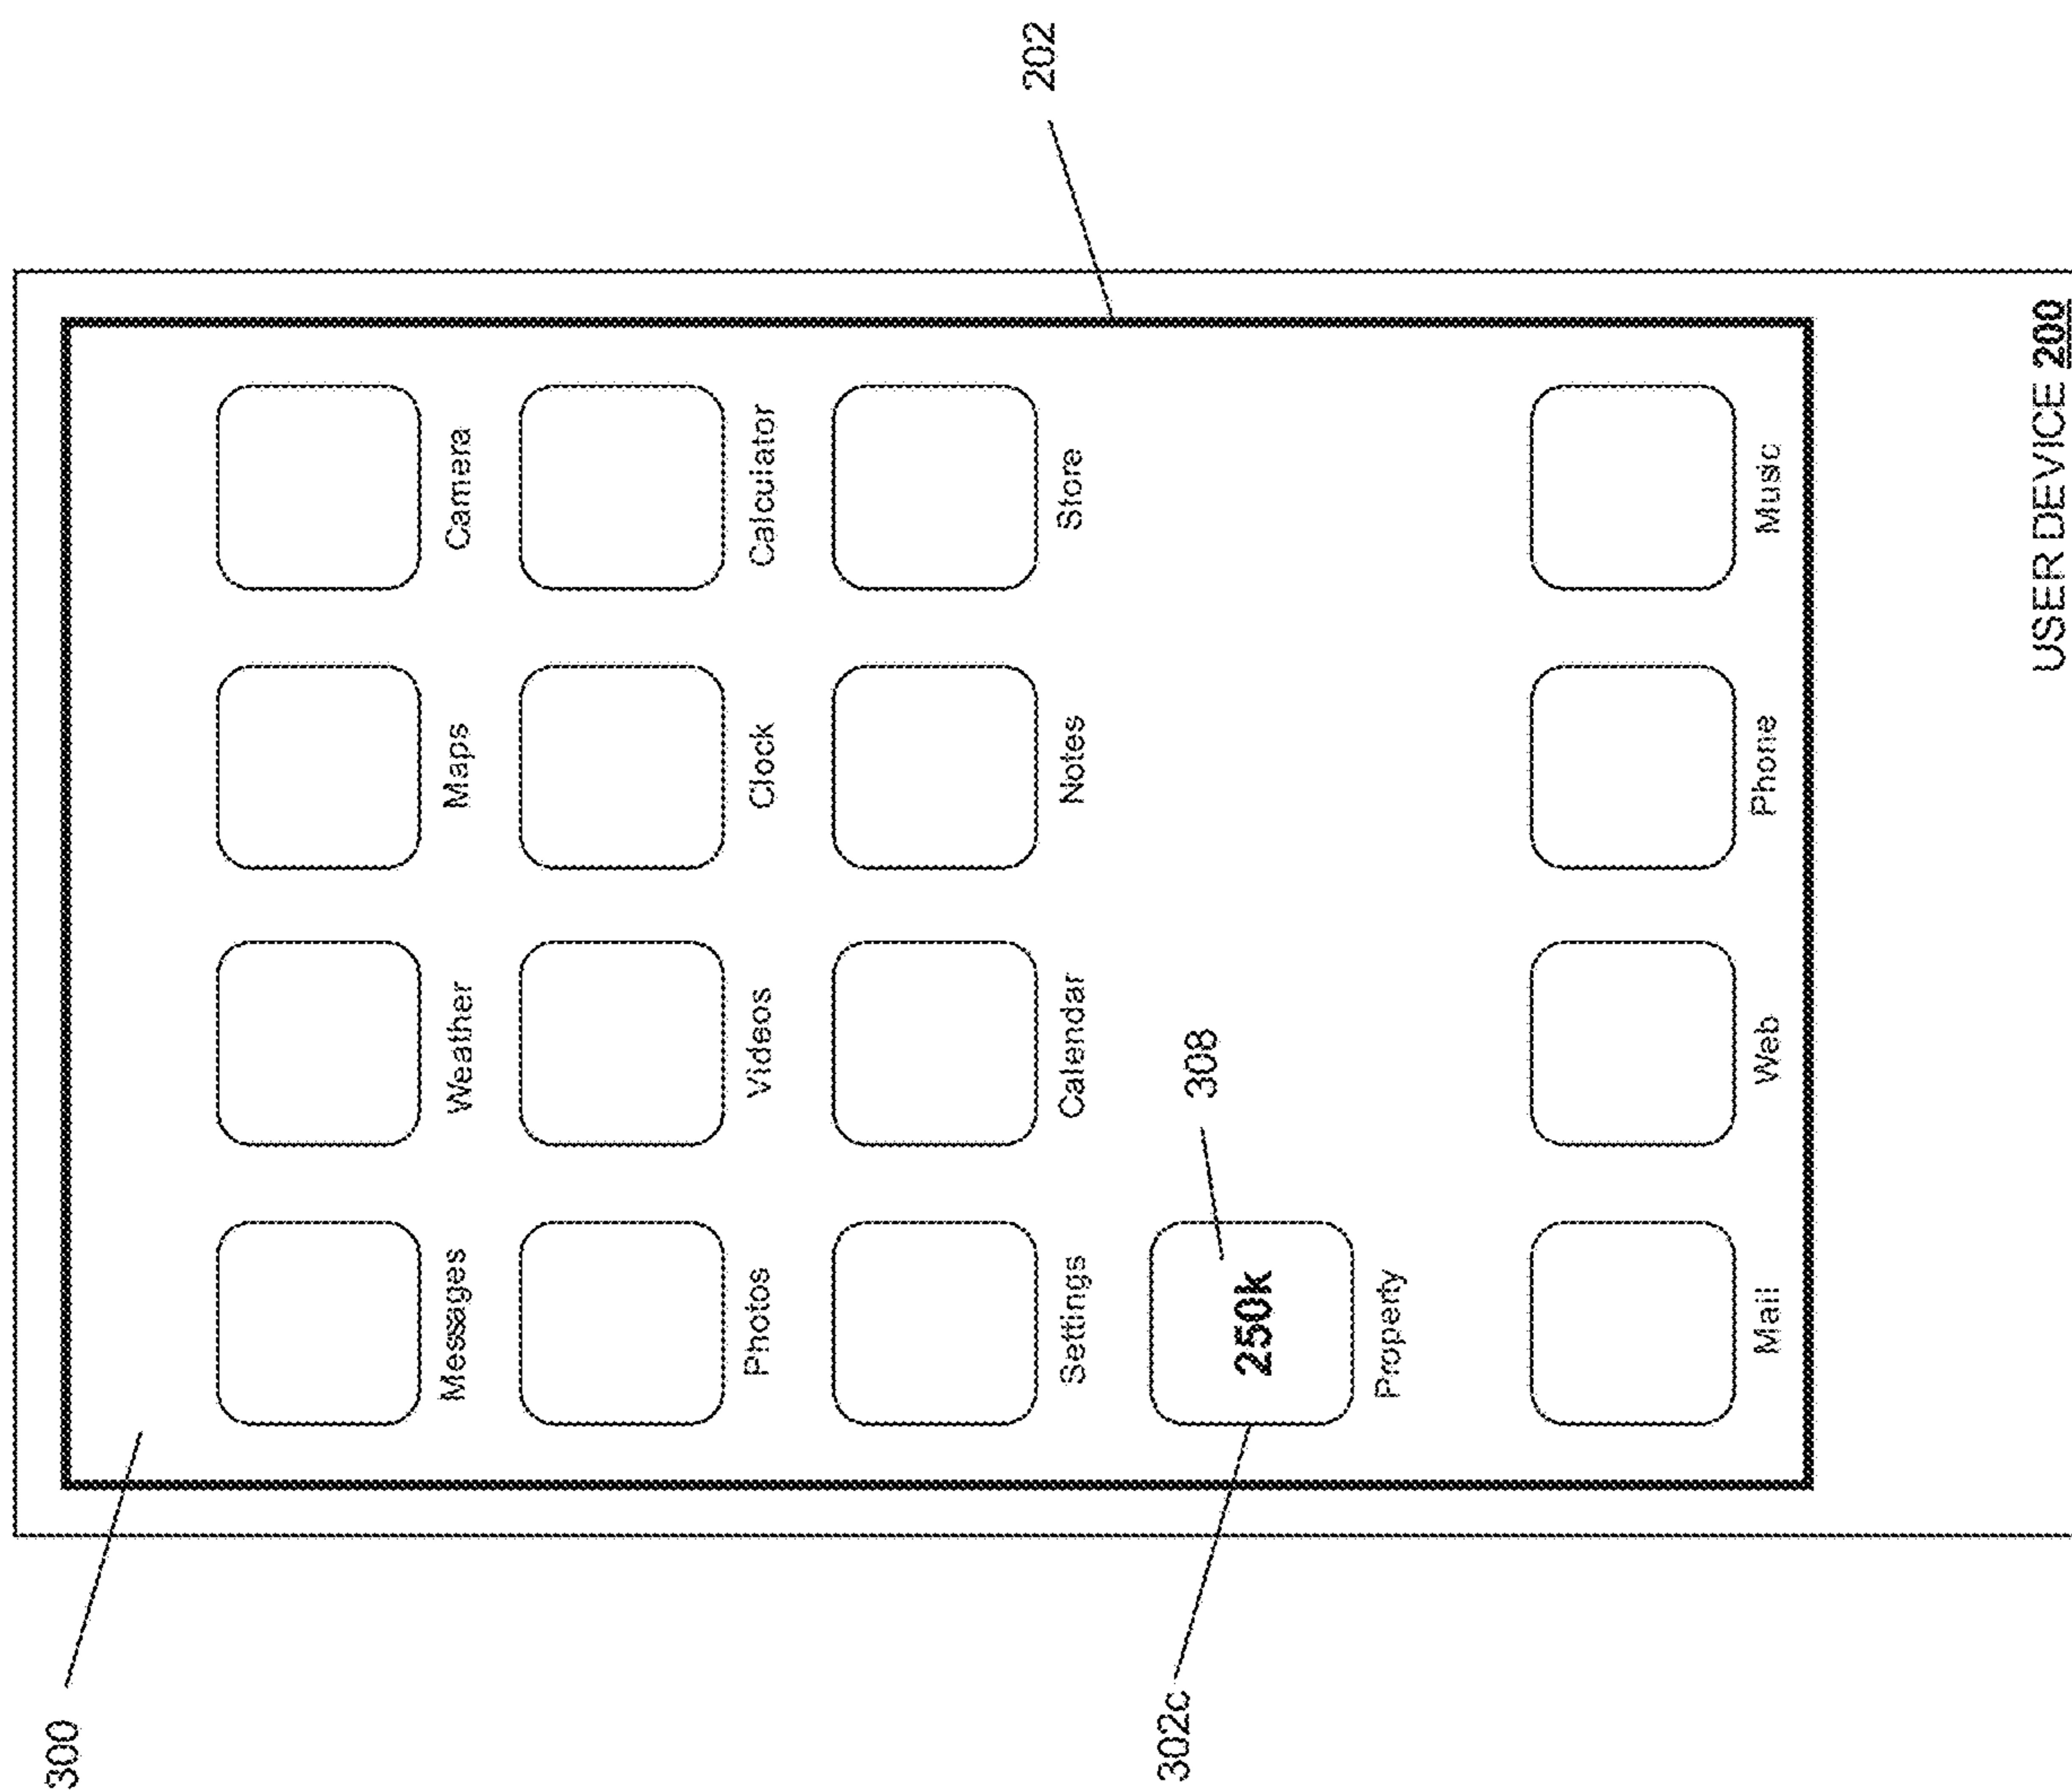 300
202
Messages Weather Maps Camera
Photos Videos Clock Calculator
Settings Calendar Notes Store
308
302c
250k
Property
Mail Web Phone Music
USER DEVICE 200